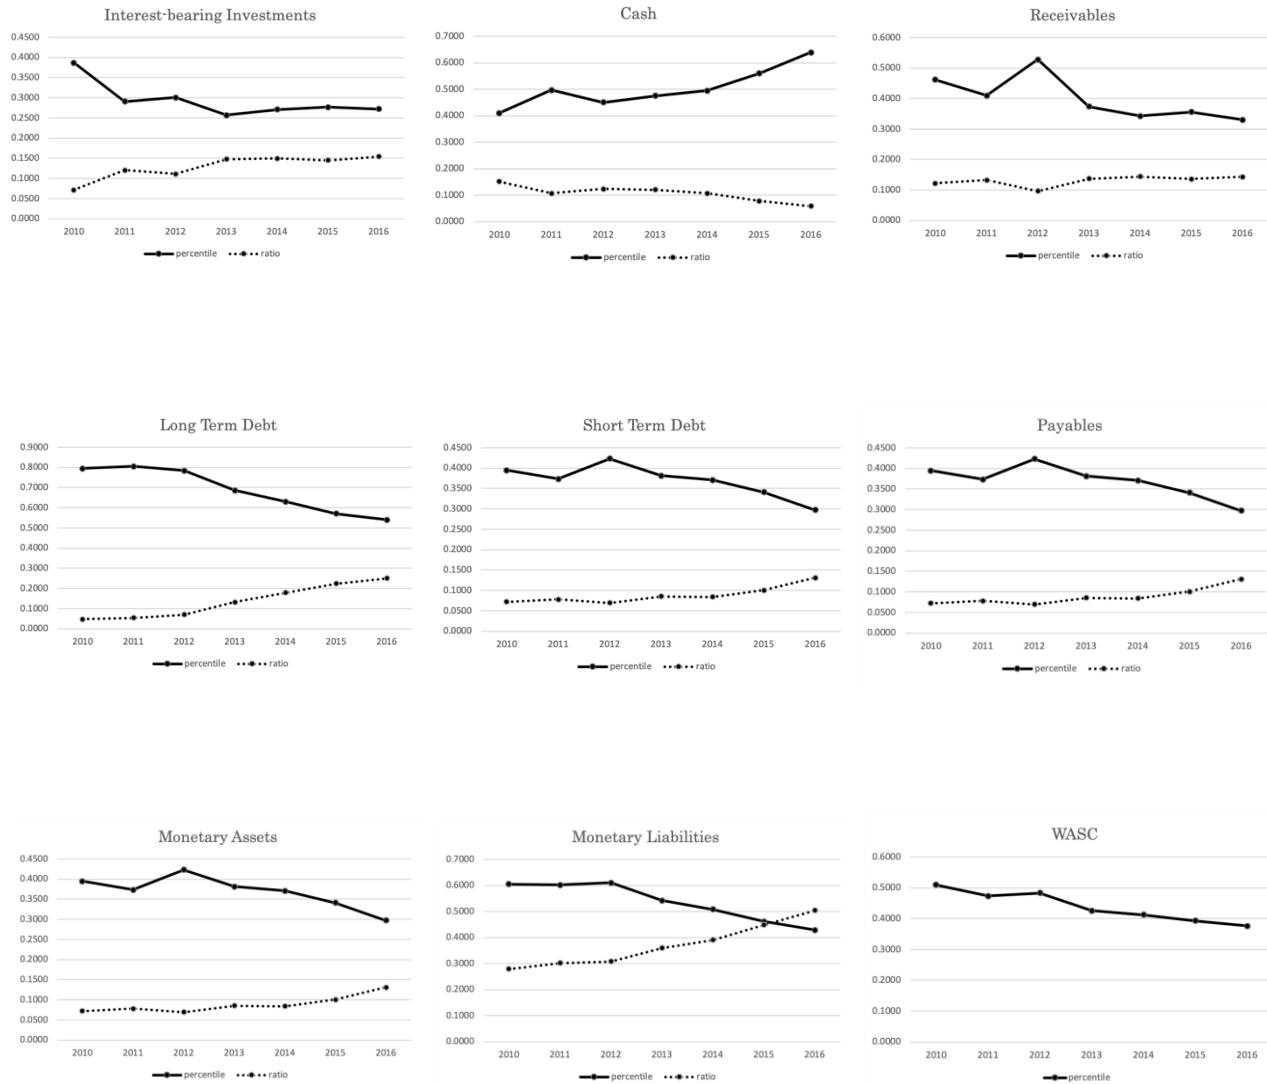 Interest-bearing Investments
0.4500
0.4000
0.3500
0.3000
0.2500
0.2000
0.1500
0.1000
0.0500
0.0000
2010 2011 2012 2013 2014 2015 2016
percentile ratio
Cash
0.7000
0.6000
0.5000
0.4000
0.3000
0.2000
0.1000
0.0000
2010 2011 2012 2013 2014 2015 2016
percentile ratio
Receivables
0.6000
0.5000
0.4000
0.3000
0.2000
0.1000
0.0000
2010 2011 2012 2013 2014 2015 2016
percentile ratio
Long Term Debt
0.9000
0.8000
0.7000
0.6000
0.5000
0.4000
0.3000
0.2000
0.1000
0.0000
2010 2011 2012 2013 2014 2015 2016
percentile ratio
Short Term Debt
0.4500
0.4000
0.3500
0.3000
0.2500
0.2000
0.1500
0.1000
0.0500
0.0000
2010 2011 2012 2013 2014 2015 2016
percentile ratio
Payables
0.4500
0.4000
0.3500
0.3000
0.2500
0.2000
0.1500
0.1000
0.0500
0.0000
2010 2011 2012 2013 2014 2015 2016
percentile ratio
Monetary Assets
0.4500
0.4000
0.3500
0.3000
0.2500
0.2000
0.1500
0.1000
0.0500
0.0000
2010 2011 2012 2013 2014 2015 2016
percentile ratio
Monetary Liabilities
0.7000
0.6000
0.5000
0.4000
0.3000
0.2000
0.1000
0.0000
2010 2011 2012 2013 2014 2015 2016
percentile ratio
WASC
0.6000
0.5000
0.4000
0.3000
0.2000
0.1000
0.0000
2010 2011 2012 2013 2014 2015 2016
percentile